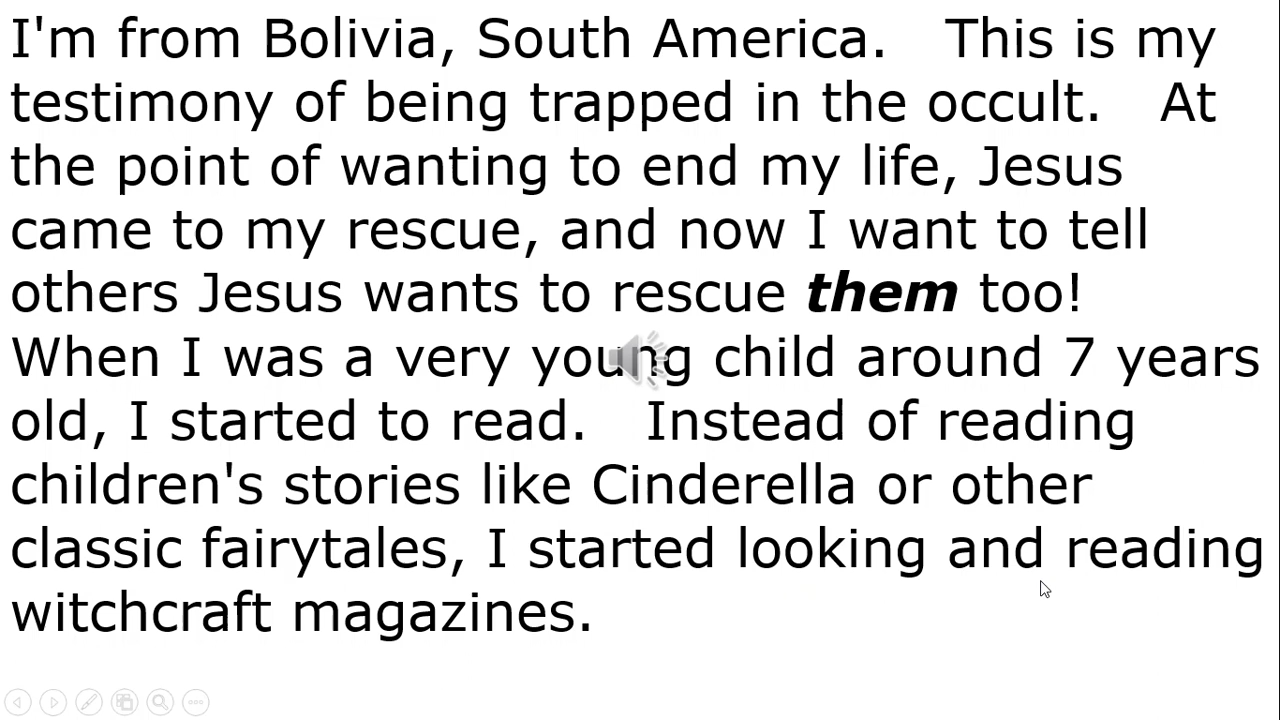 I'm from Bolivia, South America.   This is my
testimony of being trapped in the occult.   At
the point of wanting to end my life, Jesus
came to my rescue, and now I want to tell
others Jesus wants to rescue them too!
When I was a very young child around 7 years
old, I started to read.   Instead of reading
children's stories like Cinderella or other
classic fairytales, I started looking and reading
witchcraft magazines.